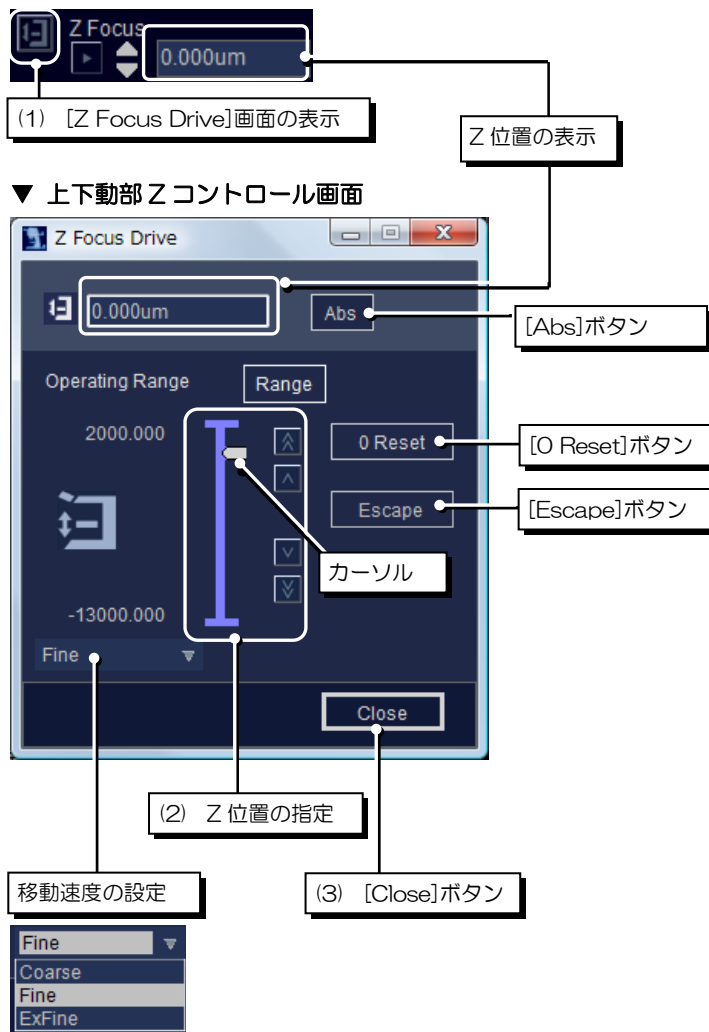 Z Focus
0.000um
(1) [Z Focus Drive]画面の表示
Z 位置の表示
▼ 上下動部 Z コントロール画面
Z Focus Drive
0.000um
Abs
[Abs]ボタン
Operating Range
Range
2000.000
0 Reset
[0 Reset]ボタン
Escape
[Escape]ボタン
カーソル
-13000.000
Fine
Close
(2) Z 位置の指定
移動速度の設定
(3) [Close]ボタン
Fine
Coarse
Fine
ExFine